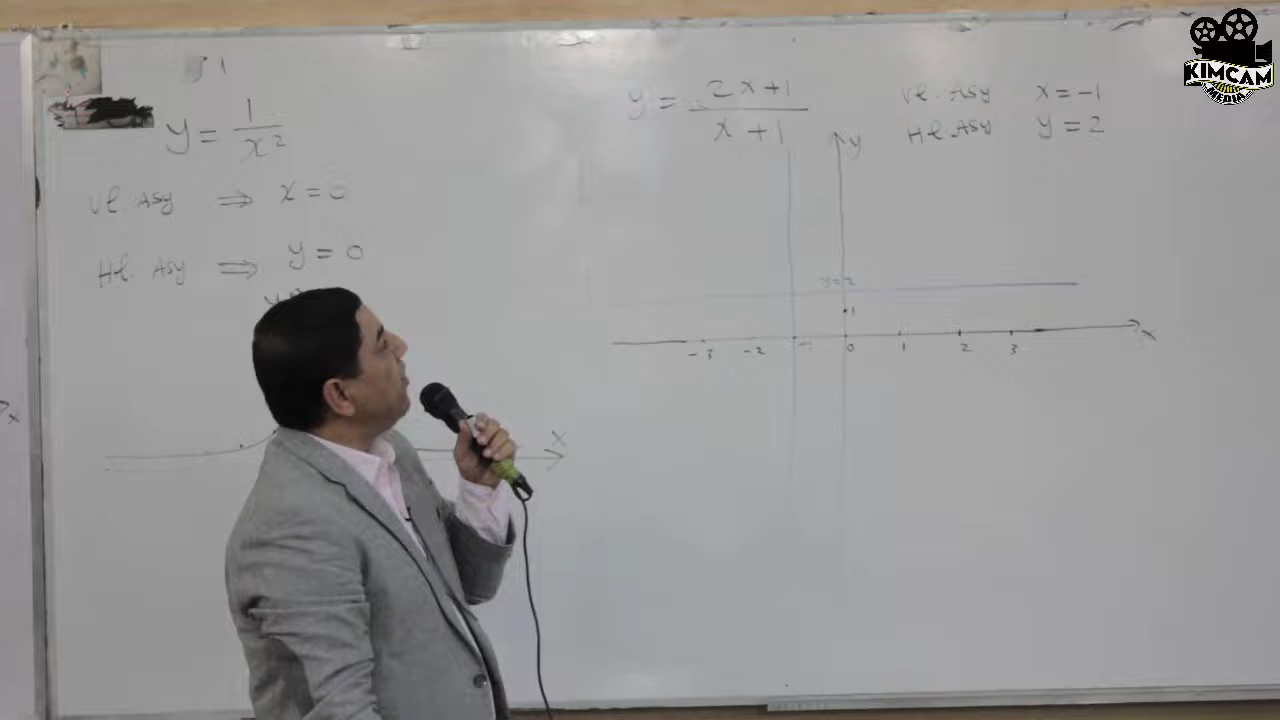 y = 1/x²
Vl. Asy ⇒ x = 0
Hl. Asy ⇒ y = 0
x
y = 2x+1/x+1
Vl. Asy x = -1
Hl. Asy y = 2
y
y=2
1
-3 -2 -1 0 1 2 3 x
x
KIMCAM
MEDIA